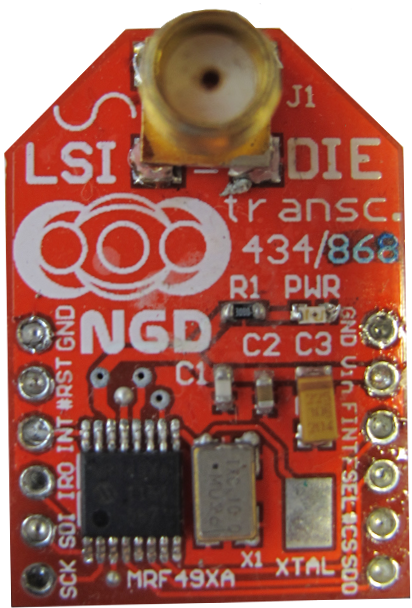 J1
LSI - DIE
transc.
434/868
R1 PWR
NGD
C2 C3
C1
GND
#RST
INT
IRO
SDI
SCK
GND
Vin
FINT
FSEL
#CS
SDO
X1 XTAL
MRF49XA